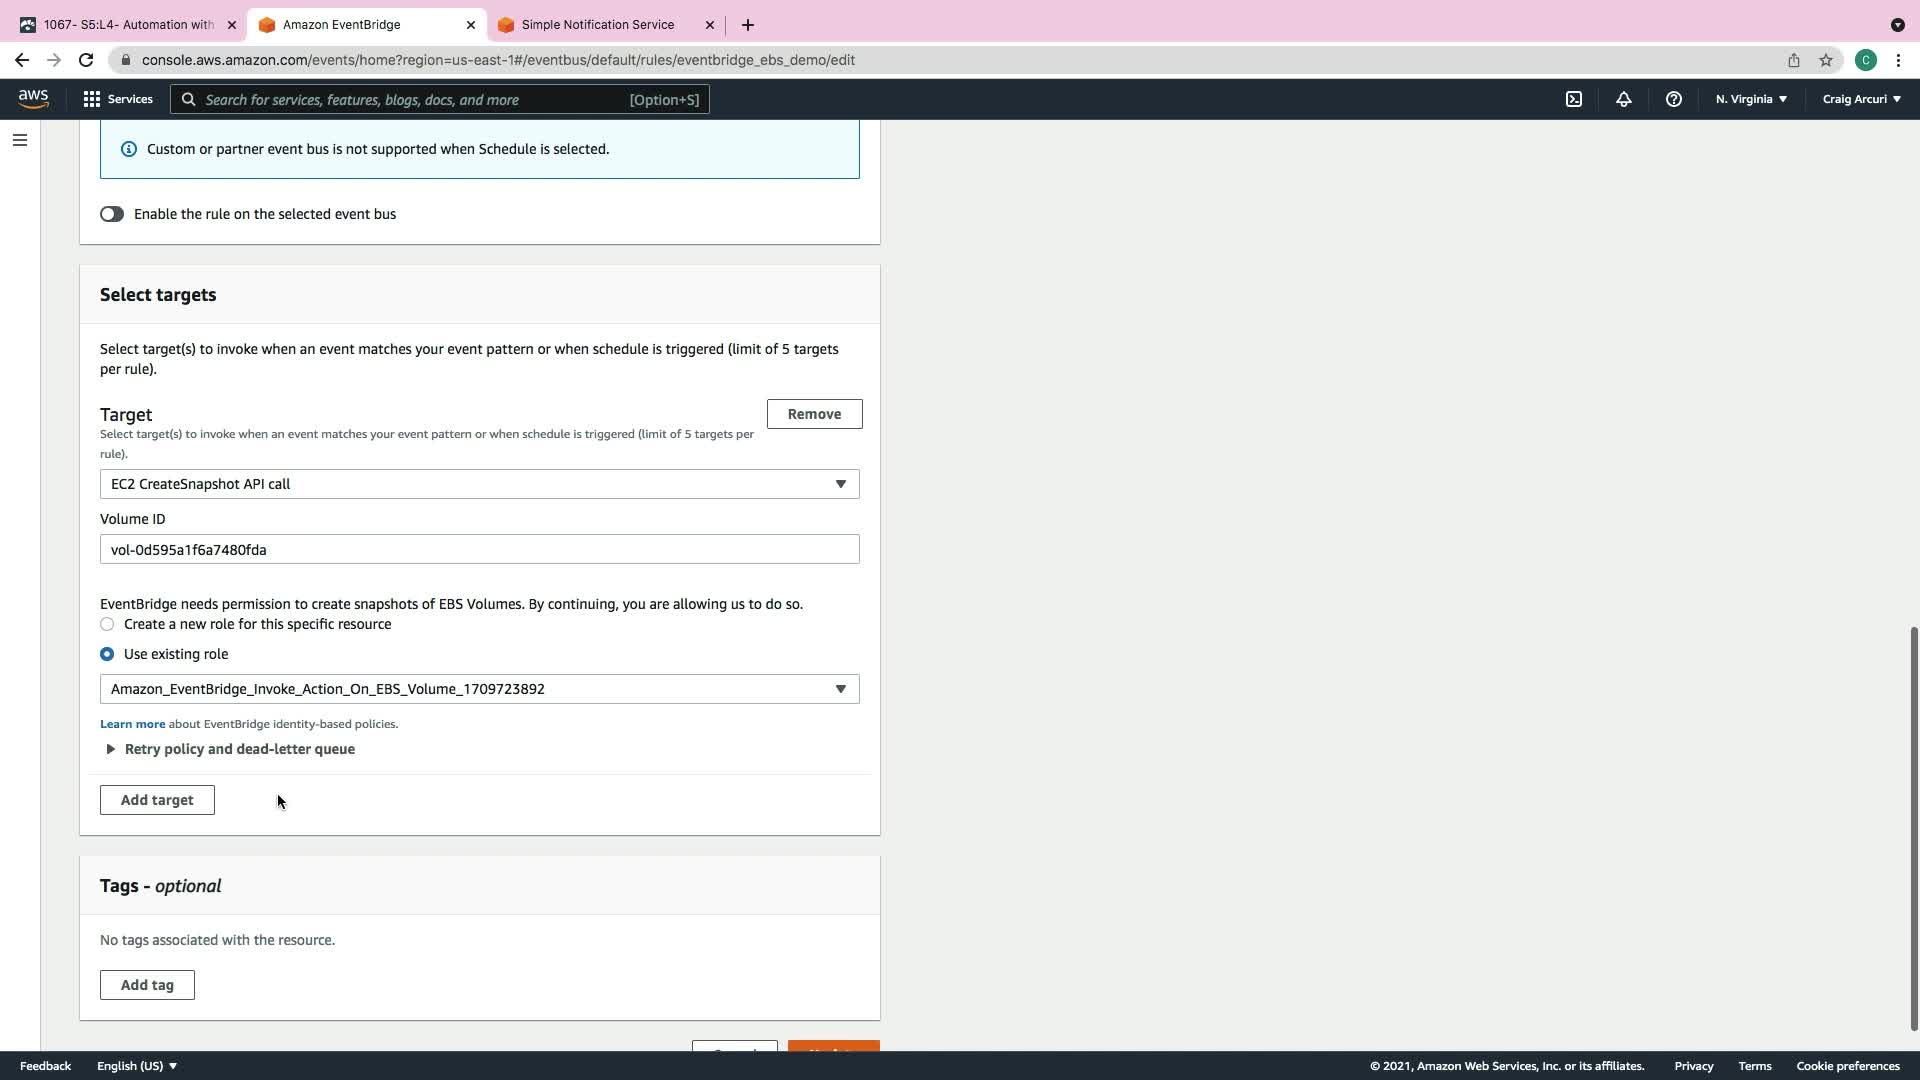 1067- S5:L4- Automation with
Amazon EventBridge
Simple Notification Service
console.aws.amazon.com/events/home?region=us-east-1#/eventbus/default/rules/eventbridge_ebs_demo/edit
C
aws
Services
Search for services, features, blogs, docs, and more
[Option+S]
N. Virginia
Craig Arcuri
Custom or partner event bus is not supported when Schedule is selected.
Enable the rule on the selected event bus
Select targets
Select target(s) to invoke when an event matches your event pattern or when schedule is triggered (limit of 5 targets
per rule).
Target
Remove
Select target(s) to invoke when an event matches your event pattern or when schedule is triggered (limit of 5 targets per
rule).
EC2 CreateSnapshot API call
Volume ID
vol-0d595a1f6a7480fda
EventBridge needs permission to create snapshots of EBS Volumes. By continuing, you are allowing us to do so.
Create a new role for this specific resource
Use existing role
Amazon_EventBridge_Invoke_Action_On_EBS_Volume_1709723892
Learn more about EventBridge identity-based policies.
Retry policy and dead-letter queue
Add target
Tags - optional
No tags associated with the resource.
Add tag
Feedback
English (US)
© 2021, Amazon Web Services, Inc. or its affiliates.
Privacy
Terms
Cookie preferences